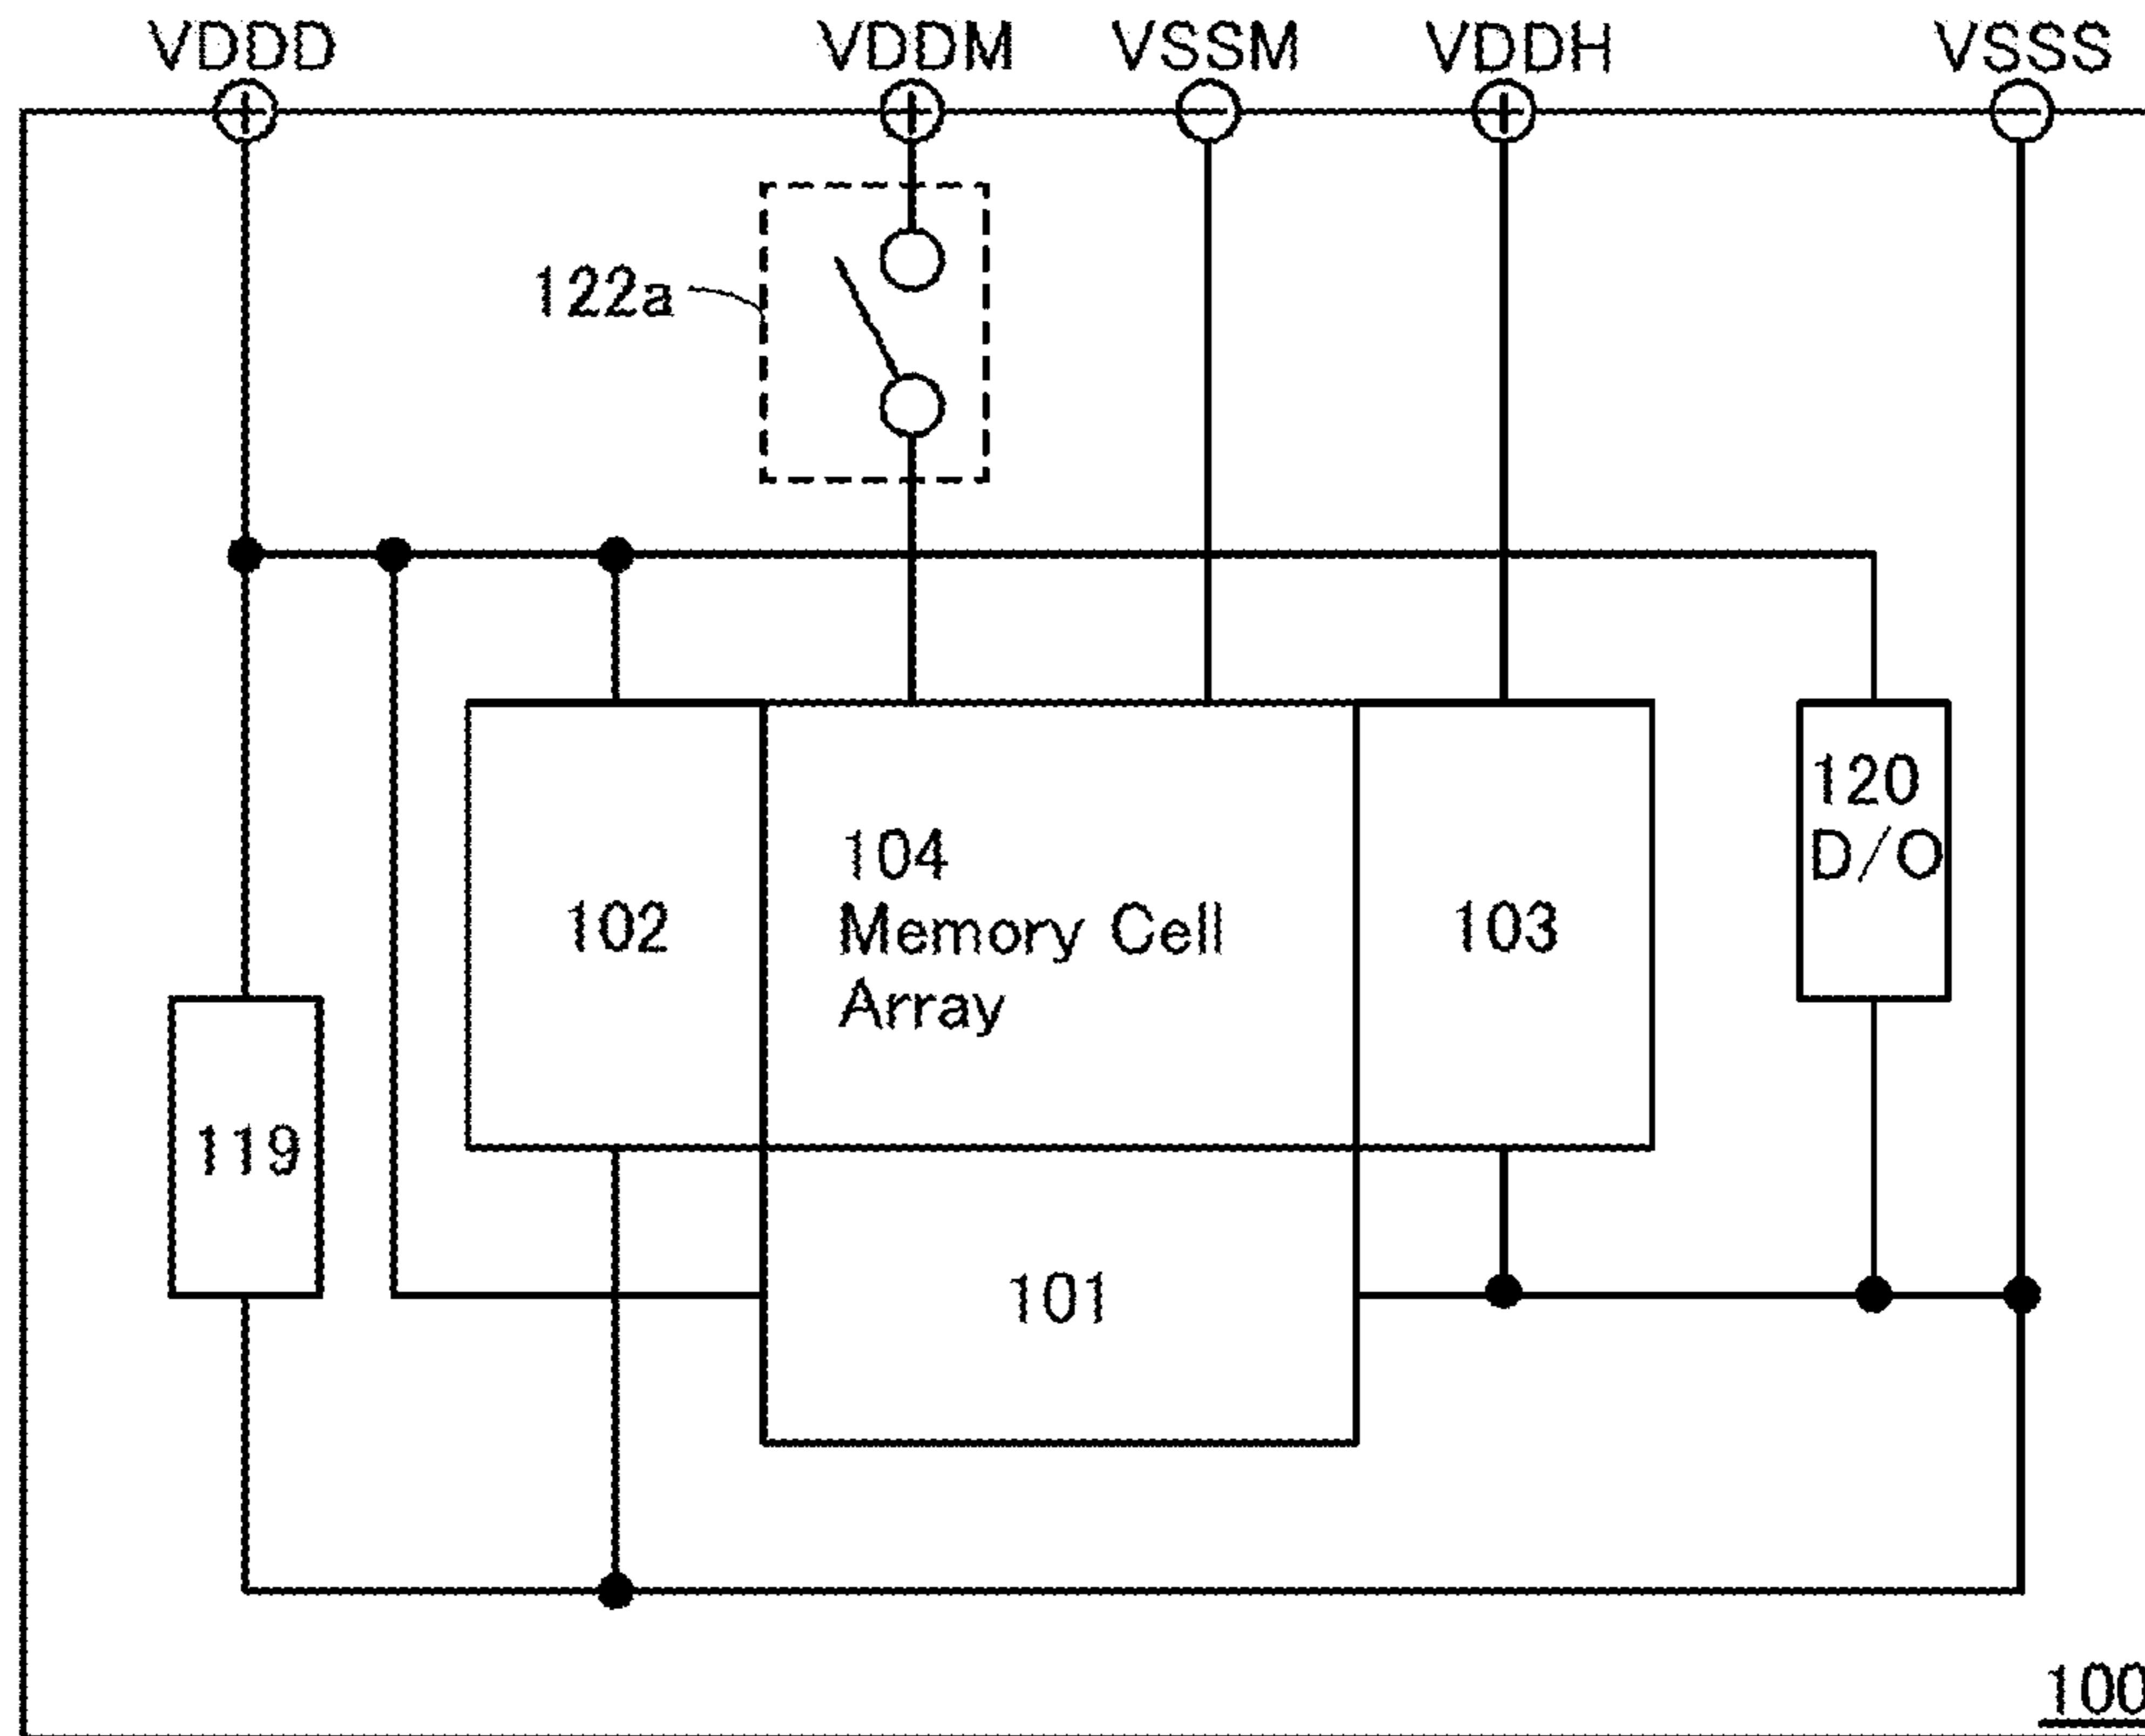 VDDD VDDM VSSM VDDH VSSS
122a
120
D/O
104
Memory Cell
Array
102
103
119
101
100